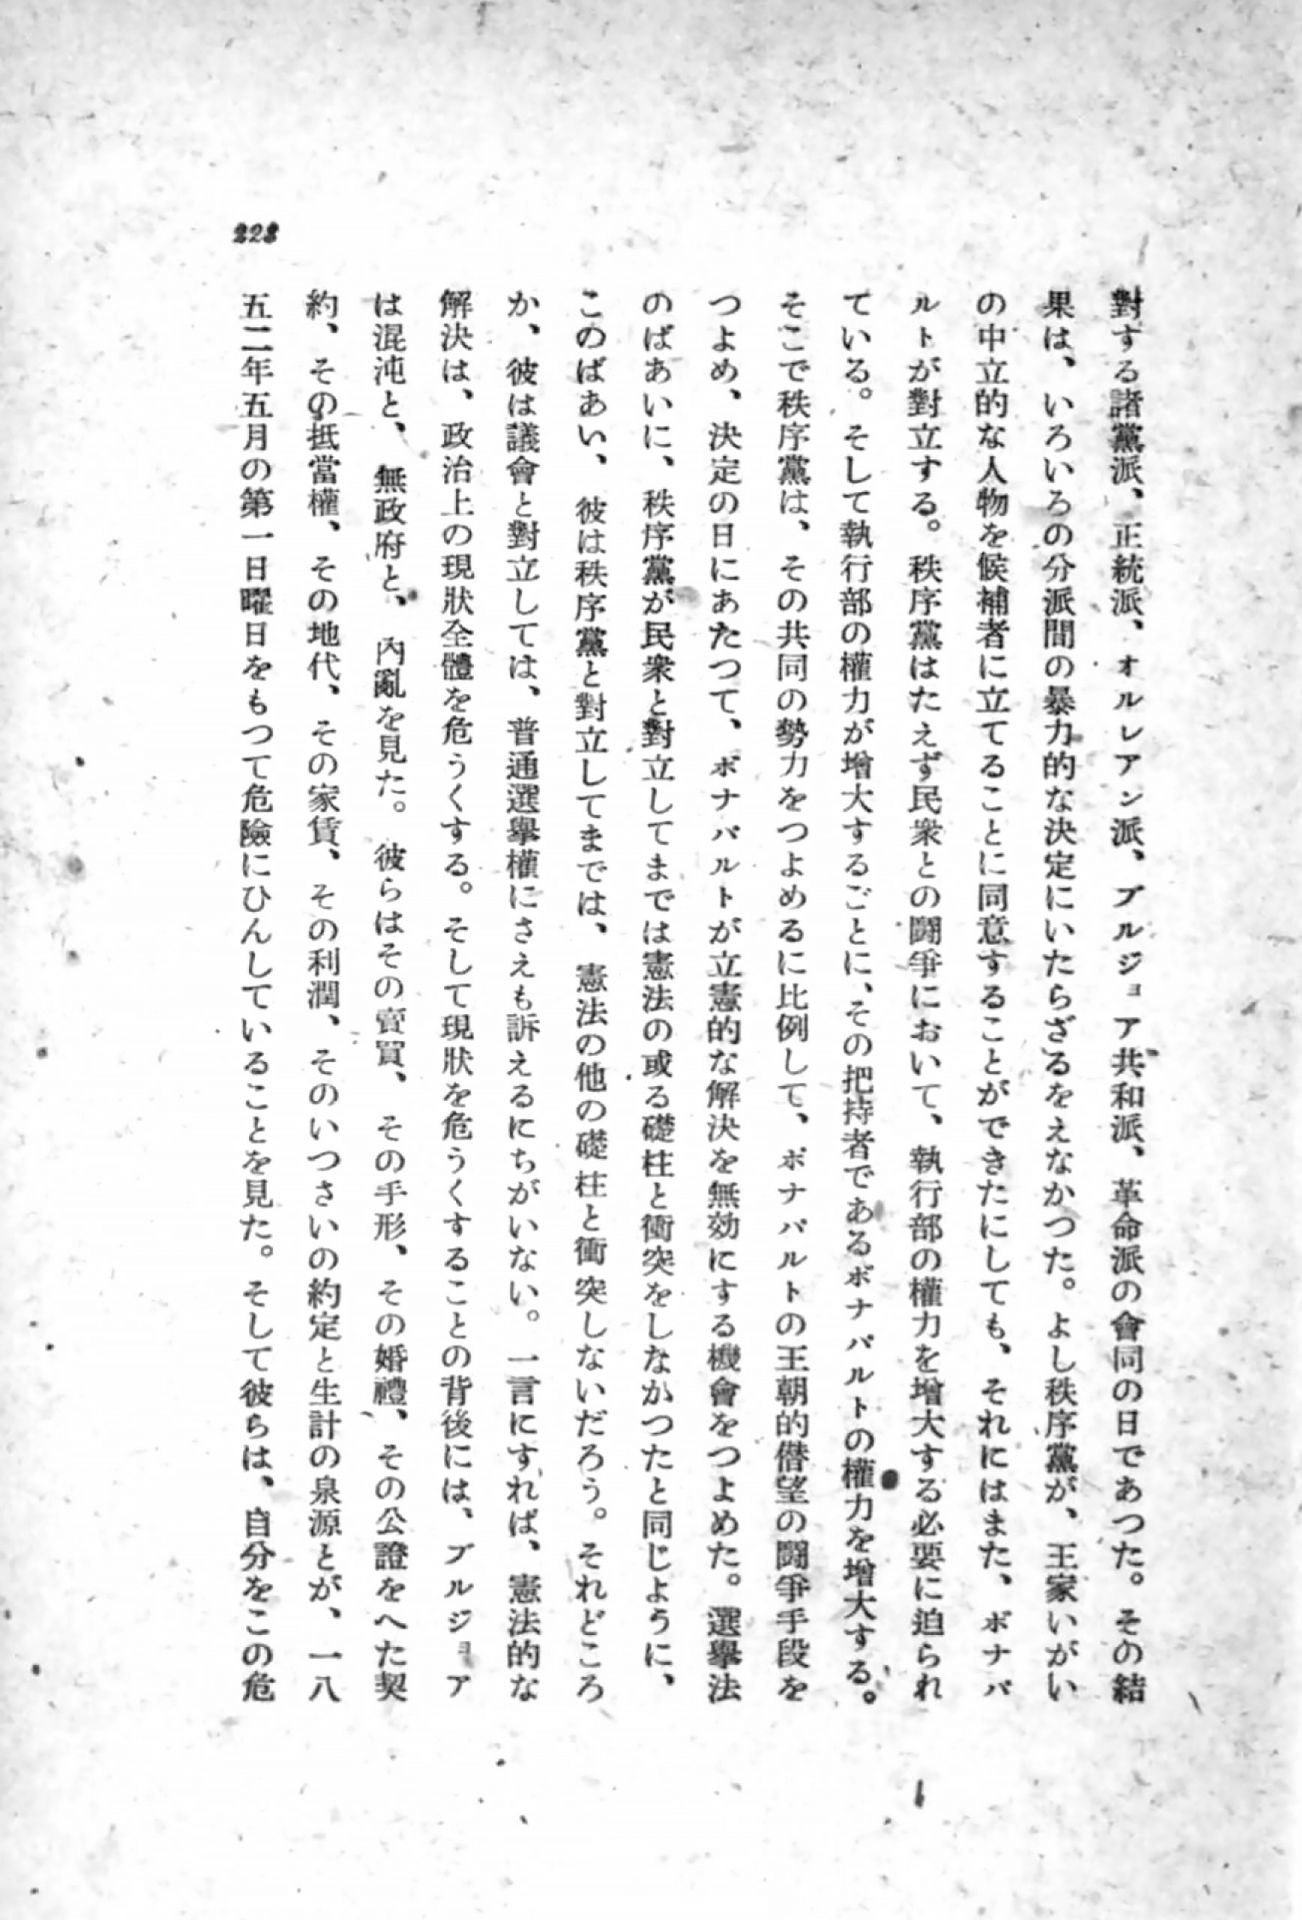 對する諸黨派、正統派、オルレアン派、ブルジョア共和派、革命派の會同の日であつた。その結
果は、いろいろの分派間の暴力的な決定にいたらざるをえなかつた。よし秩序黨が、王家いがい
の中立的な人物を候補者に立てることに同意することができたにしても、それにはまた、ボナパ
ルトが對立する。秩序黨はたえず民衆との鬪爭において、執行部の權力を增大する必要に迫られ
ている。そして執行部の權力が增大するごとに、その把持者であるボナパルトの權力を增大する。
そこで秩序黨は、その共同の勢力をつよめるに比例して、ボナパルトの王朝的僭望の鬪爭手段を
つよめ、決定の日にあたつて、ボナパルトが立憲的な解決を無効にする機會をつよめた。選擧法
のばあいに、秩序黨が民衆と對立してまでは憲法の或る礎柱と衝突をしなかつたと同じように、
このばあい、彼は秩序黨と對立してまでは、憲法の他の礎柱と衝突しないだろう。それどころ
か、彼は議會と對立しては、普通選擧權にさえも訴えるにちがいない。一言にすれば、憲法的な
解決は、政治上の現狀全體を危うくする。そして現狀を危うくすることの背後には、ブルジョア
は混沌と、無政府と、內亂を見た。彼らはその賣買、その手形、その婚禮、その公證をへた契
約、その抵當權、その地代、その家賃、その利潤、そのいつさいの約定と生計の泉源とが、一八
五二年五月の第一日曜日をもつて危險にひんしていることを見た。そして彼らは、自分をこの危
222